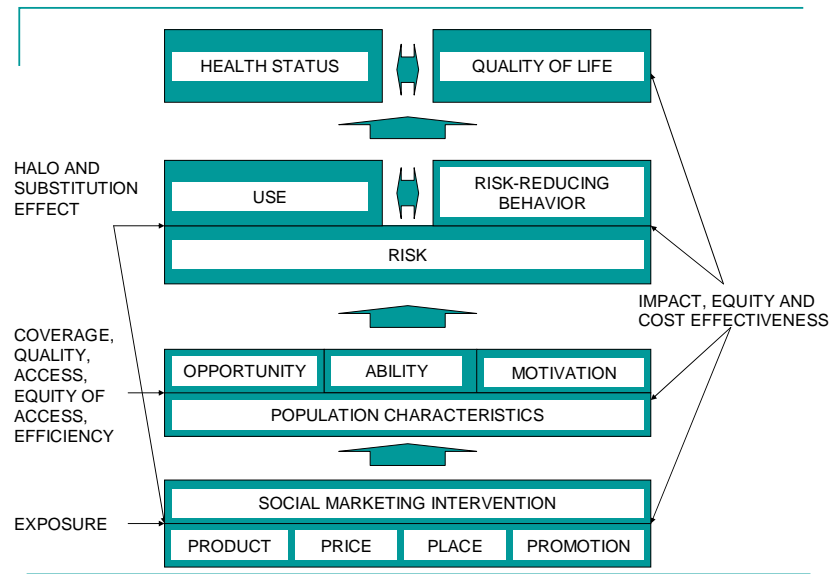 HEALTH STATUS
QUALITY OF LIFE
HALO AND
SUBSTITUTION
EFFECT
USE
RISK-REDUCING
BEHAVIOR
RISK
IMPACT, EQUITY AND
COST EFFECTIVENESS
COVERAGE,
QUALITY,
ACCESS,
EQUITY OF
ACCESS,
EFFICIENCY
OPPORTUNITY
ABILITY
MOTIVATION
POPULATION CHARACTERISTICS
SOCIAL MARKETING INTERVENTION
EXPOSURE
PRODUCT
PRICE
PLACE
PROMOTION